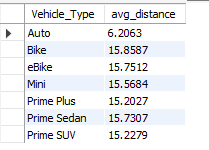 Vehicle_Type avg_distance
Auto 6.2063
Bike 15.8587
eBike 15.7512
Mini 15.5684
Prime Plus 15.2027
Prime Sedan 15.7307
Prime SUV 15.2279